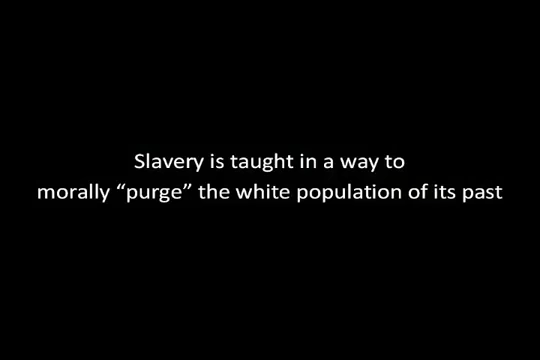 Slavery is taught in a way to
morally “purge” the white population of its past